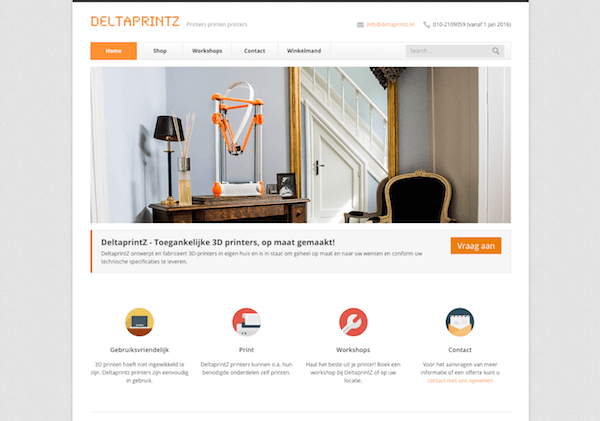 DELTAPRINTZ
Printers printen printers
info@deltaprintz.nl
010-2109059 (vanaf 1 jan 2016)
Home Shop Workshops Contact Winkelmand
Search ...
DeltaprintZ - Toegankelijke 3D printers, op maat gemaakt!
DeltaprintZ ontwerpt en fabriceert 3D-printers in eigen huis en is in staat om geheel op maat en naar uw wensen en conform uw
technische specificaties te leveren.
Vraag aan
Gebruiksvriendelijk
3D printen hoeft niet ingewikkeld te
zijn. Deltaprintz printers zijn eenvoudig
in gebruik.
Print
DeltaprintZ printers kunnen o.a. hun
benodigde onderdelen zelf printen.
Workshops
Haal het beste uit je printer! Boek een
workshop bij DeltaprintZ of op uw
locatie.
Contact
Voor het aanvragen van meer
informatie of een offerte kunt u
contact met ons opnemen.